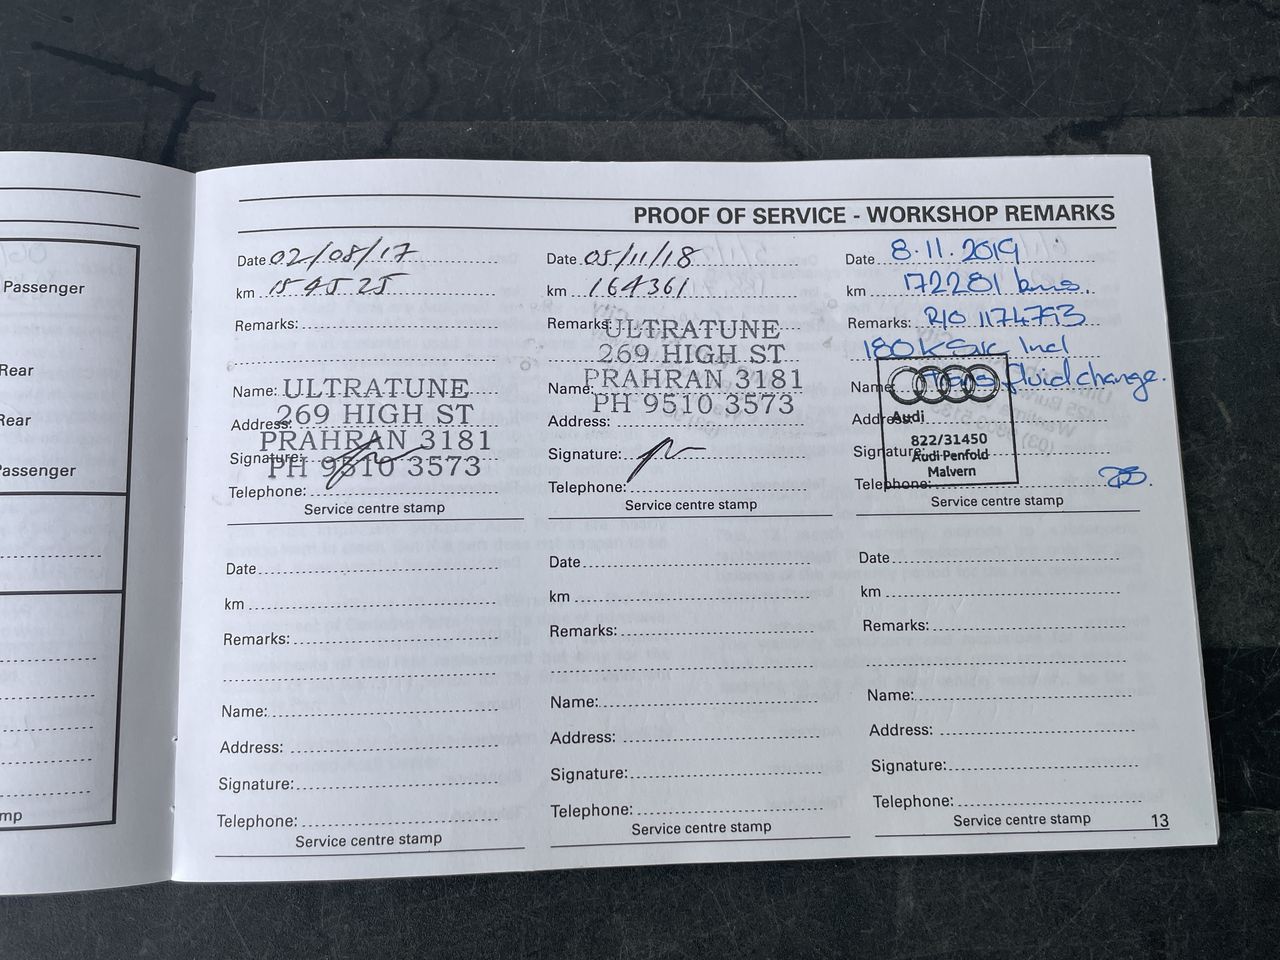 Passenger
Rear
Rear
Passenger
mp
PROOF OF SERVICE - WORKSHOP REMARKS
Date 02/08/17
km 154525
Remarks:
Name: ULTRATUNE
269 HIGH ST
Address:
PRAHRAN 3181
Signature:
PH 9510 3573
Telephone:
Service centre stamp
Date 05/11/18
km 164361
Remarks: ULTRATUNE
269 HIGH ST
Name: PRAHRAN 3181
PH 9510 3573
Address:
Signature:
Telephone:
Service centre stamp
Date 8.11.2019
km 172281 kms.
Remarks: R/O 1174793
180K Incl
Name: Trans fluid change.
Address:
Audi
822/31450
Signature:
Audi Penfold
Malvern
Telephone:
Service centre stamp
Date
km
Remarks:
Name:
Address:
Signature:
Telephone:
Service centre stamp
Date
km
Remarks:
Name:
Address:
Signature:
Telephone:
Service centre stamp
Date
km
Remarks:
Name:
Address:
Signature:
Telephone:
Service centre stamp
13